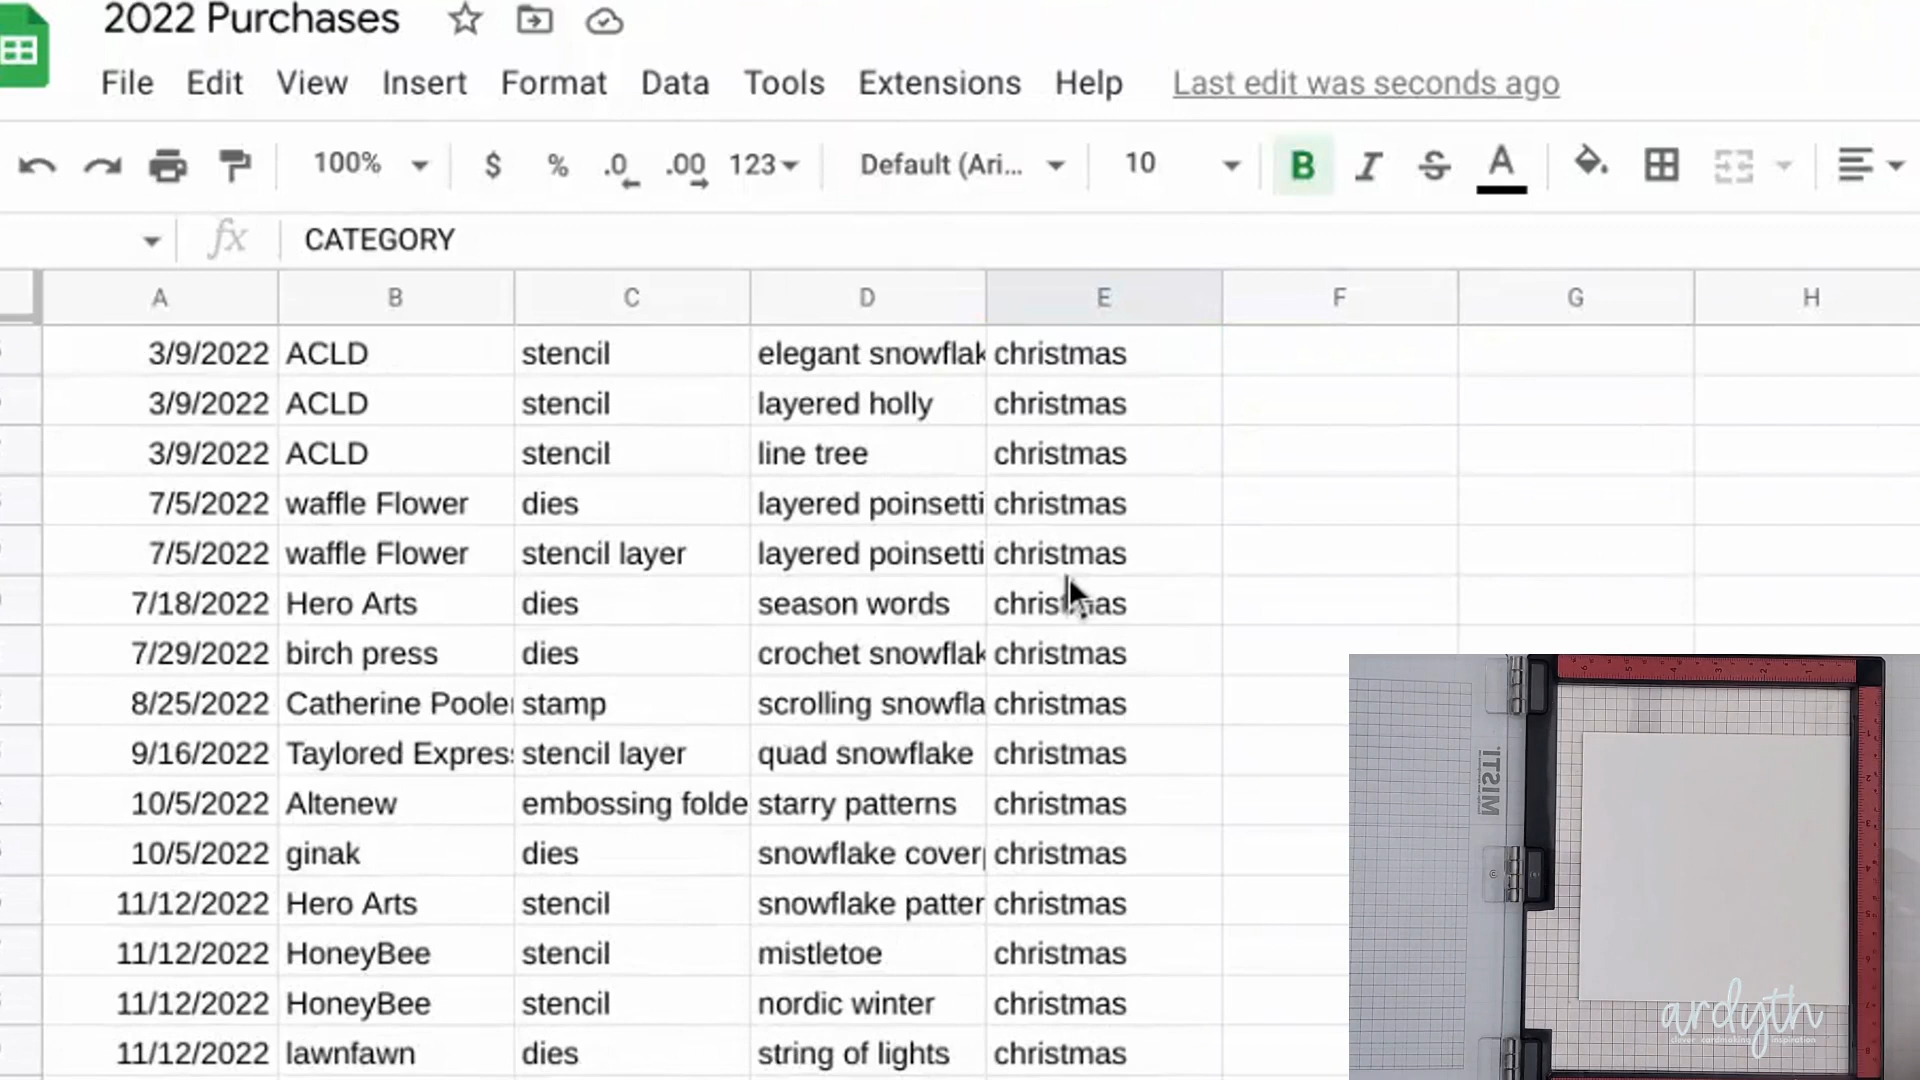 2022 Purchases
File Edit View Insert Format Data Tools Extensions Help Last edit was seconds ago
100% $ % .0 .00 123 Default (Ari... 10 B I S A
fx CATEGORY
A B C D E F G H
3/9/2022 ACLD stencil elegant snowflak christmas
3/9/2022 ACLD stencil layered holly christmas
3/9/2022 ACLD stencil line tree christmas
7/5/2022 waffle Flower dies layered poinsetti christmas
7/5/2022 waffle Flower stencil layer layered poinsetti christmas
7/18/2022 Hero Arts dies season words christmas
7/29/2022 birch press dies crochet snowflak christmas
8/25/2022 Catherine Pooler stamp scrolling snowfla christmas
9/16/2022 Taylored Express stencil layer quad snowflake christmas
10/5/2022 Altenew embossing folde starry patterns christmas
10/5/2022 ginak dies snowflake coverp christmas
11/12/2022 Hero Arts stencil snowflake patter christmas
11/12/2022 HoneyBee stencil mistletoe christmas
11/12/2022 HoneyBee stencil nordic winter christmas
11/12/2022 lawnfawn dies string of lights christmas
MISTI
ardyth
clever cardmaking inspiration